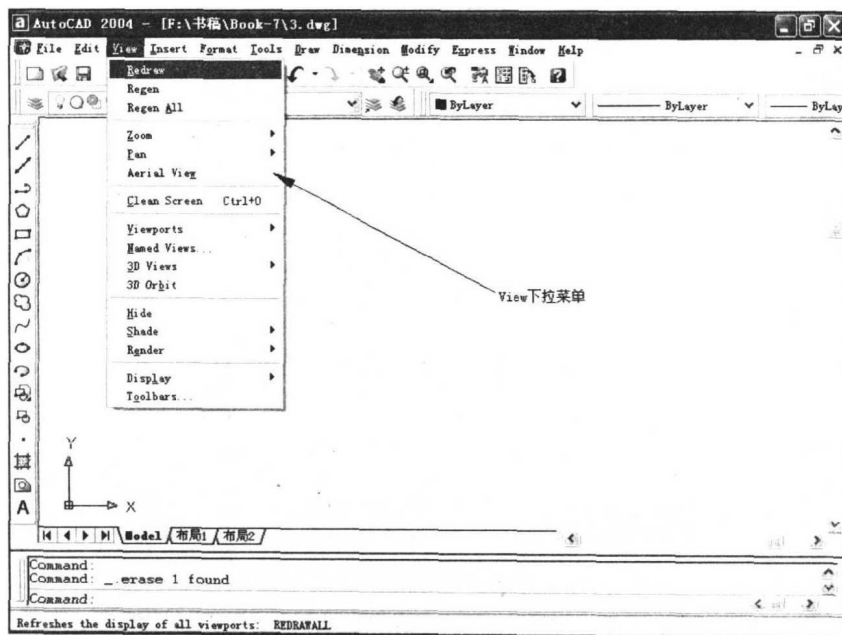 AutoCAD 2004 - [F:\书稿\Book-7\3.dwg]
File Edit View Insert Format Tools Draw Dimension Modify Express Window Help
ByLayer ByLayer ByLay
Redraw
Regen
Regen All
Zoom
Pan
Aerial View
Clean Screen Ctrl+0
Viewports
Named Views...
3D Views
3D Orbit
View下拉菜单
Hide
Shade
Render
Display
Toolbars...
Y
A
X
Model 布局1 布局2
Command:
Command: _.erase 1 found
Command:
Refreshes the display of all viewports: REDRAWALL